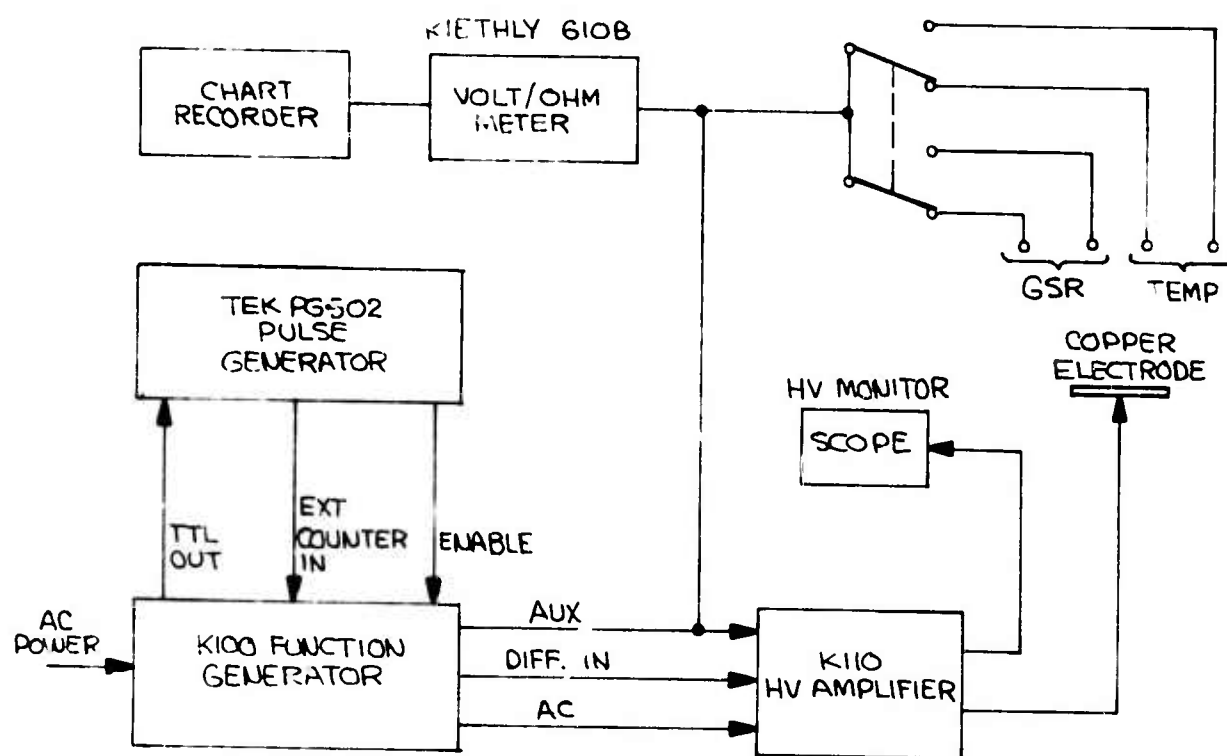 KIETHLY 610B
CHART
RECORDER
VOLT/OHM
METER
GSR
TEMP
TEK PG-502
PULSE
GENERATOR
COPPER
ELECTRODE
HV MONITOR
SCOPE
TTL
OUT
EXT
COUNTER
IN
ENABLE
AC
POWER
K100 FUNCTION
GENERATOR
AUX
DIFF. IN
AC
K110
HV AMPLIFIER